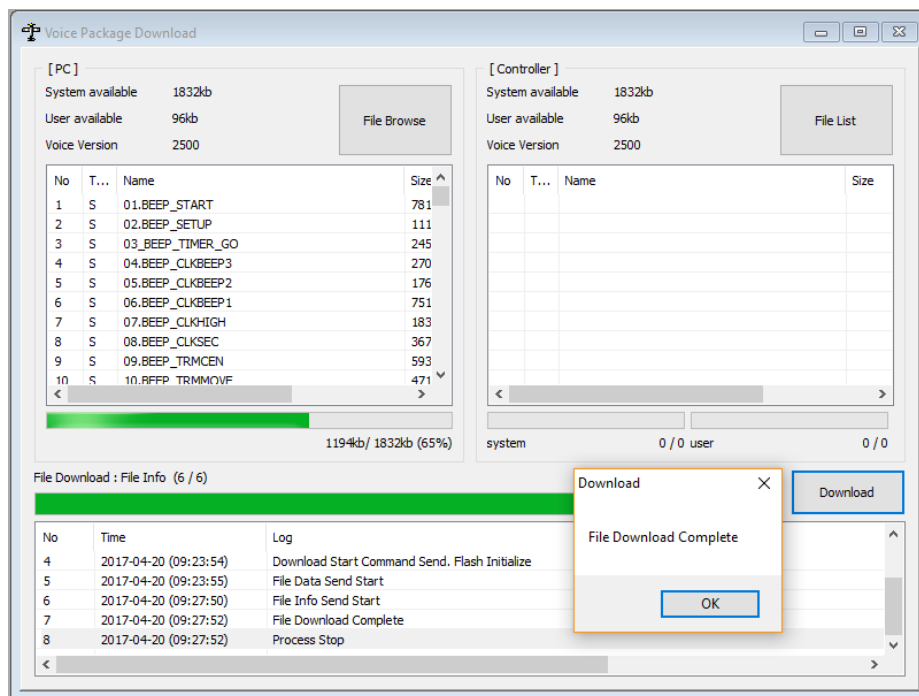 Voice Package Download
[ PC ]
System available 1832kb
User available 96kb
Voice Version 2500
File Browse
No T... Name Size
1 S 01.BEEP_START 781
2 S 02.BEEP_SETUP 111
3 S 03_BEEP_TIMER_GO 245
4 S 04.BEEP_CLKBEEP3 270
5 S 05.BEEP_CLKBEEP2 176
6 S 06.BEEP_CLKBEEP1 751
7 S 07.BEEP_CLKHIGH 183
8 S 08.BEEP_CLKSEC 367
9 S 09.BEEP_TRMCEN 593
10 S 10.BEEP_TRMMOVE 471
1194kb/ 1832kb (65%)
[ Controller ]
System available 1832kb
User available 96kb
Voice Version 2500
File List
No T... Name Size
system 0 / 0 user 0 / 0
File Download : File Info (6 / 6)
Download
No Time Log
4 2017-04-20 (09:23:54) Download Start Command Send. Flash Initialize
5 2017-04-20 (09:23:55) File Data Send Start
6 2017-04-20 (09:27:50) File Info Send Start
7 2017-04-20 (09:27:52) File Download Complete
8 2017-04-20 (09:27:52) Process Stop
Download
File Download Complete
OK